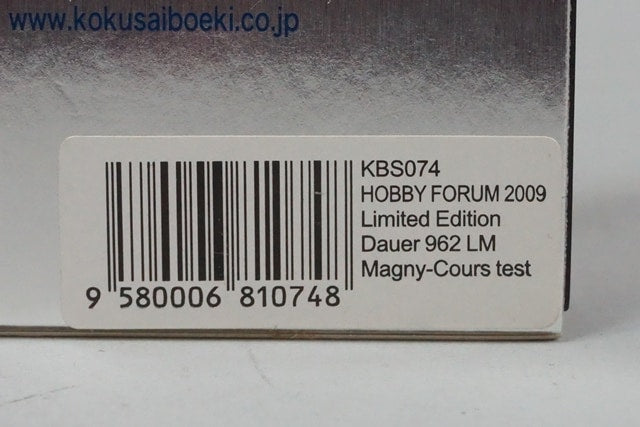 www.kokusaiboeki.co.jp
KBS074
HOBBY FORUM 2009
Limited Edition
Dauer 962 LM
Magny-Cours test
9 580006 810748